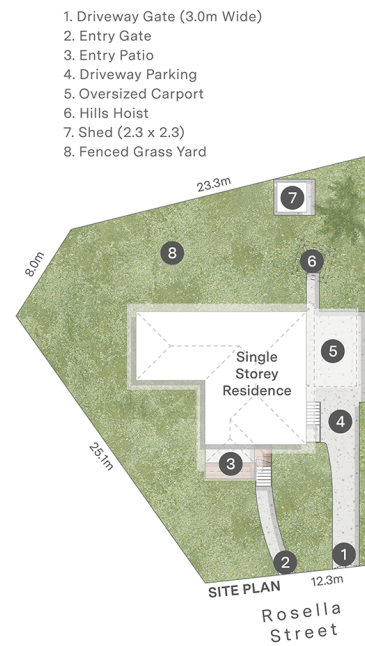 1. Driveway Gate (3.0m Wide)
2. Entry Gate
3. Entry Patio
4. Driveway Parking
5. Oversized Carport
6. Hills Hoist
7. Shed (2.3 x 2.3)
8. Fenced Grass Yard
23.3m
7
8.0m
8
6
Single
Storey
Residence
5
4
25.1m
3
2
1
SITE PLAN
12.3m
Rosella
Street